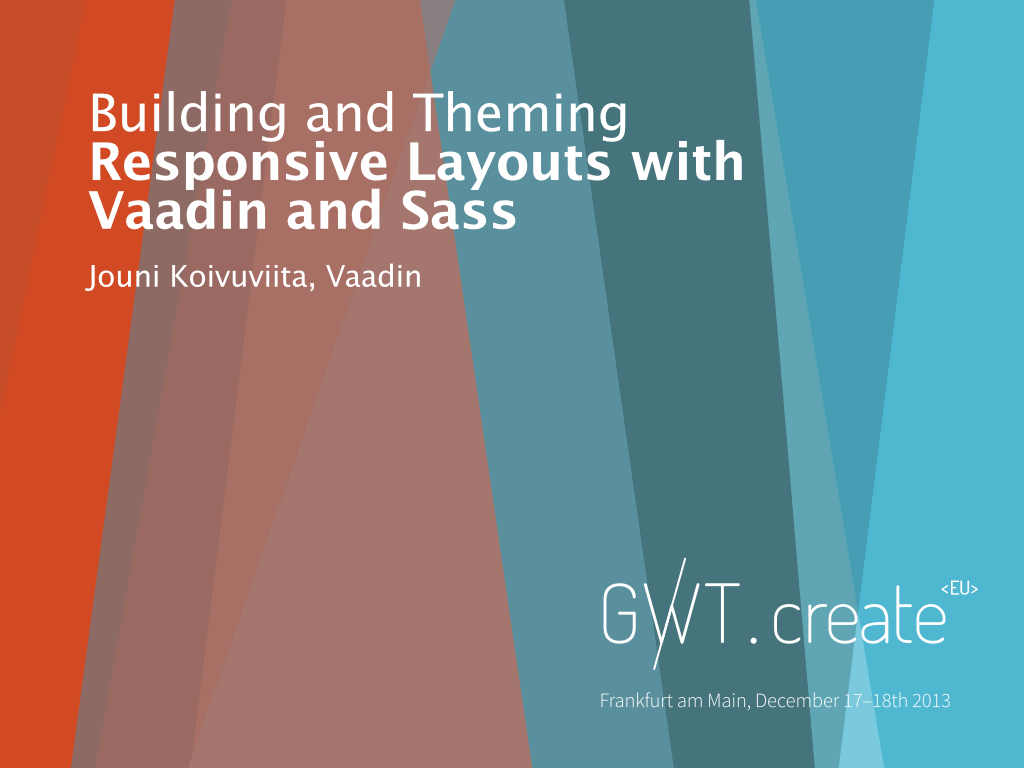 Building and Theming
Responsive Layouts with
Vaadin and Sass
Jouni Koivuviita, Vaadin
GWT.create<EU>
Frankfurt am Main, December 17–18th 2013